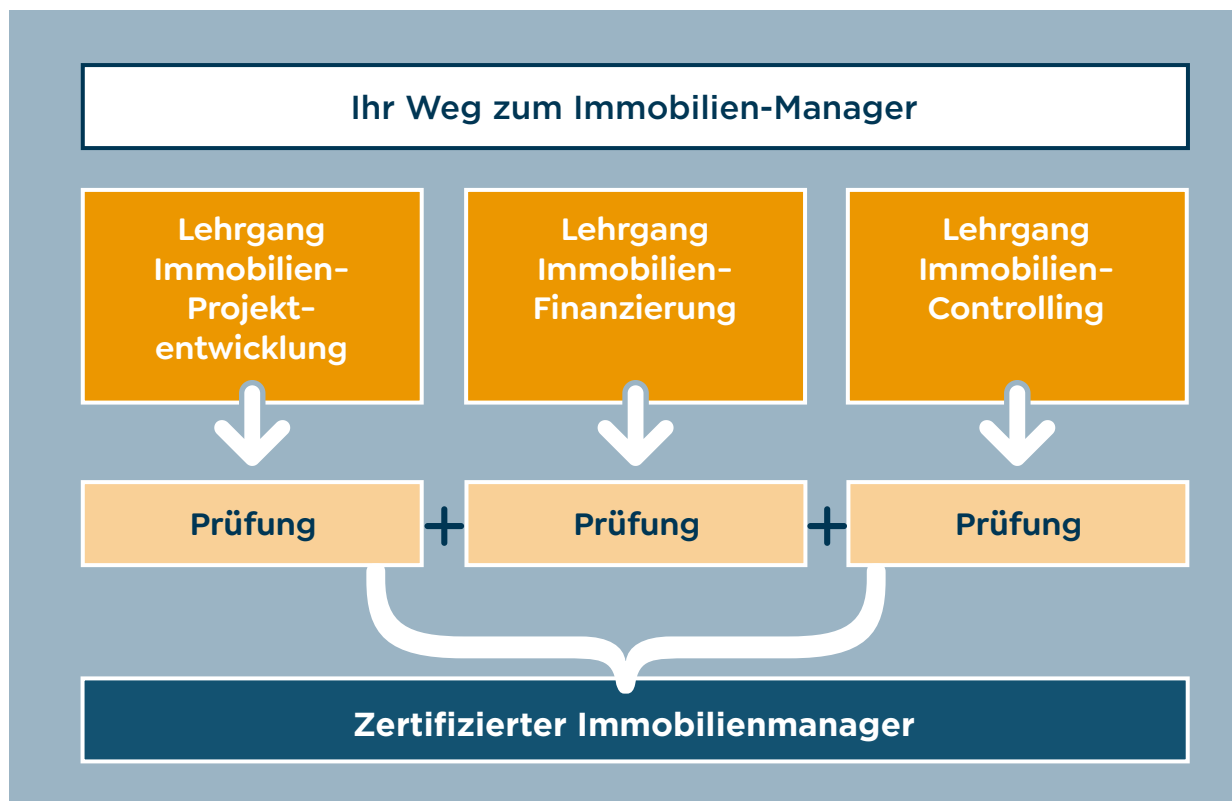 Ihr Weg zum Immobilien-Manager
Lehrgang
Immobilien-
Projekt-
entwicklung
Lehrgang
Immobilien-
Finanzierung
Lehrgang
Immobilien-
Controlling
Prüfung + Prüfung + Prüfung
Zertifizierter Immobilienmanager